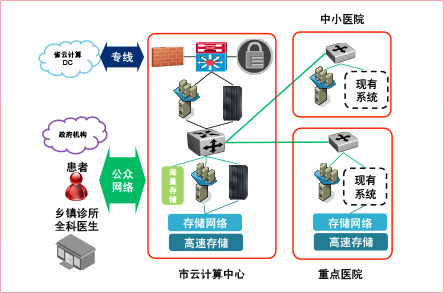 省云计算
DC
专线
政府机构
患者
乡镇诊所
全科医生
公众
网络
海量存储
存储网络
高速存储
市云计算中心
中小医院
现有
系统
现有
系统
存储网络
高速存储
重点医院